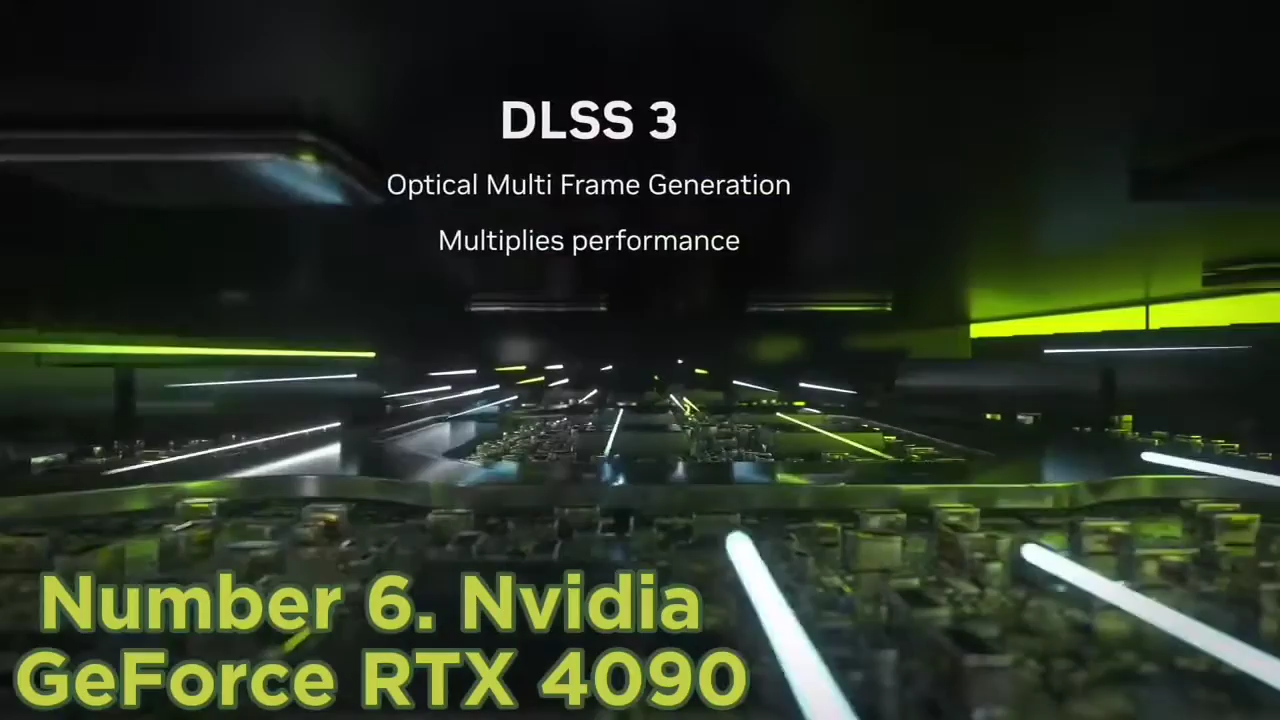 DLSS 3
Optical Multi Frame Generation
Multiplies performance
Number 6. Nvidia
GeForce RTX 4090